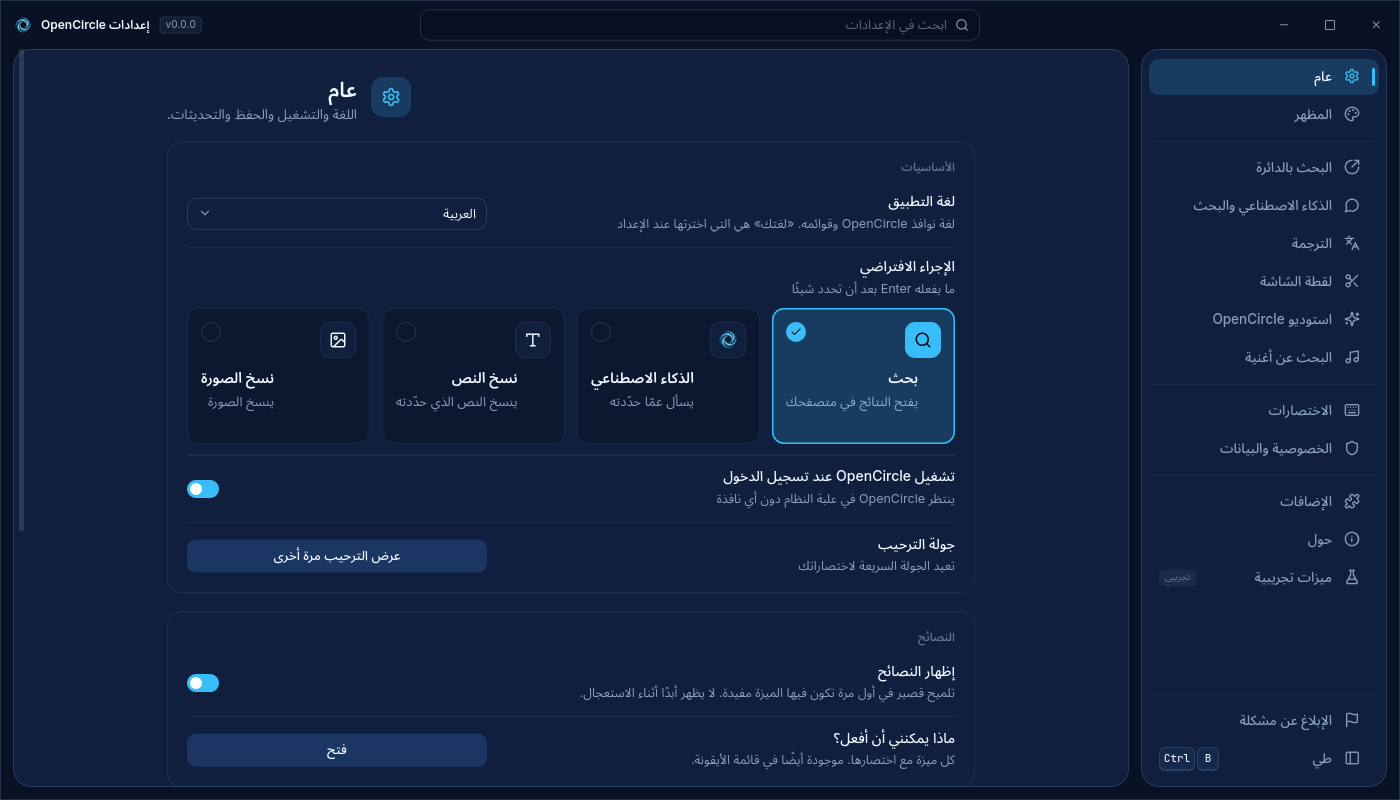 إعدادات OpenCircle
v0.0.0
ابحث في الإعدادات
عام
المظهر
البحث بالدائرة
الذكاء الاصطناعي والبحث
الترجمة
لقطة الشاشة
استوديو OpenCircle
البحث عن أغنية
الاختصارات
الخصوصية والبيانات
الإضافات
حول
ميزات تجريبية
تجريبي
الإبلاغ عن مشكلة
طي
Ctrl B
عام
اللغة والتشغيل والحفظ والتحديثات.
الأساسيات
لغة التطبيق
لغة نوافذ OpenCircle وقوائمه. «لغتك» هي التي اخترتها عند الإعداد
العربية
الإجراء الافتراضي
ما يفعله Enter بعد أن تحدد شيئًا
بحث
يفتح النتائج في متصفحك
الذكاء الاصطناعي
يسأل عمّا حدّدته
نسخ النص
ينسخ النص الذي حدّدته
نسخ الصورة
ينسخ الصورة
تشغيل OpenCircle عند تسجيل الدخول
ينتظر OpenCircle في علبة النظام دون أي نافذة
جولة الترحيب
تعيد الجولة السريعة لاختصاراتك
عرض الترحيب مرة أخرى
النصائح
إظهار النصائح
تلميح قصير في أول مرة تكون فيها الميزة مفيدة. لا يظهر أبدًا أثناء الاستعجال.
ماذا يمكنني أن أفعل؟
كل ميزة مع اختصارها. موجودة أيضًا في قائمة الأيقونة.
فتح